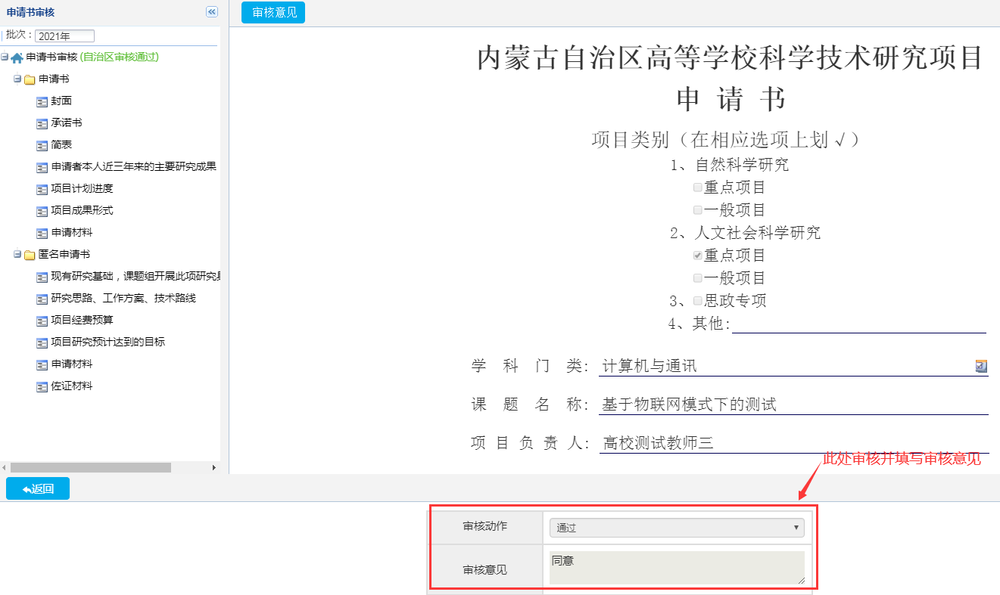 申请书审核
批次：2021年
申请书审核 (自治区审核通过)
申请书
封面
承诺书
简表
申请者本人近三年来的主要研究成果
项目计划进度
项目成果形式
申请材料
匿名申请书
现有研究基础，课题组开展此项研究
研究思路、工作方案、技术路线
项目经费预算
项目研究预计达到的目标
申请材料
佐证材料
返回
审核意见
内蒙古自治区高等学校科学技术研究项目
申 请 书
项目类别（在相应选项上划√）
1、自然科学研究
重点项目
一般项目
2、人文社会科学研究
重点项目
一般项目
3、思政专项
4、其他:
学 科 门 类: 计算机与通讯
课 题 名 称: 基于物联网模式下的测试
项 目 负 责 人: 高校测试教师三
此处审核并填写审核意见
审核动作 通过
审核意见 同意